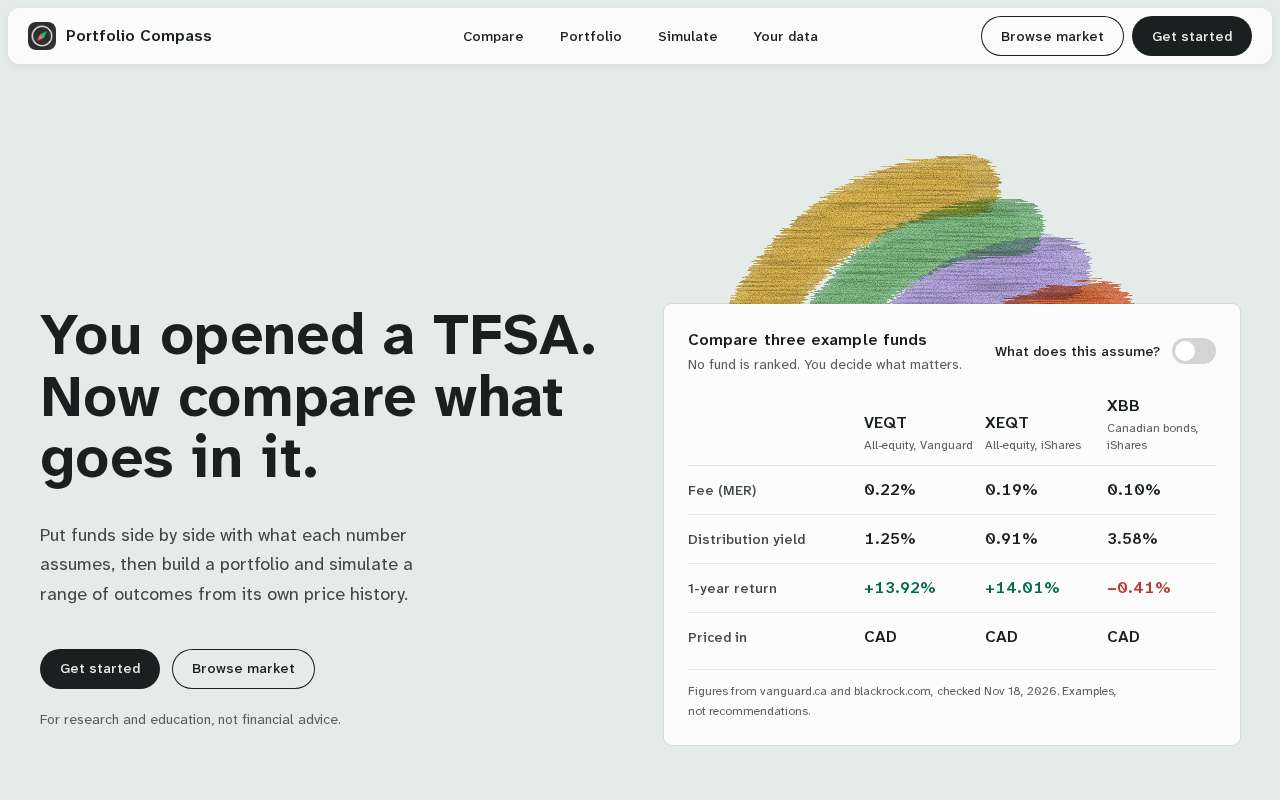 Portfolio Compass
Compare
Portfolio
Simulate
Your data
Browse market
Get started
You opened a TFSA.
Now compare what
goes in it.
Put funds side by side with what each number
assumes, then build a portfolio and simulate a
range of outcomes from its own price history.
Get started
Browse market
For research and education, not financial advice.
Compare three example funds
No fund is ranked. You decide what matters.
What does this assume?
VEQT
All-equity, Vanguard
XEQT
All-equity, iShares
XBB
Canadian bonds,
iShares
Fee (MER) 0.22% 0.19% 0.10%
Distribution yield 1.25% 0.91% 3.58%
1-year return +13.92% +14.01% −0.41%
Priced in CAD CAD CAD
Figures from vanguard.ca and blackrock.com, checked Nov 18, 2026. Examples,
not recommendations.